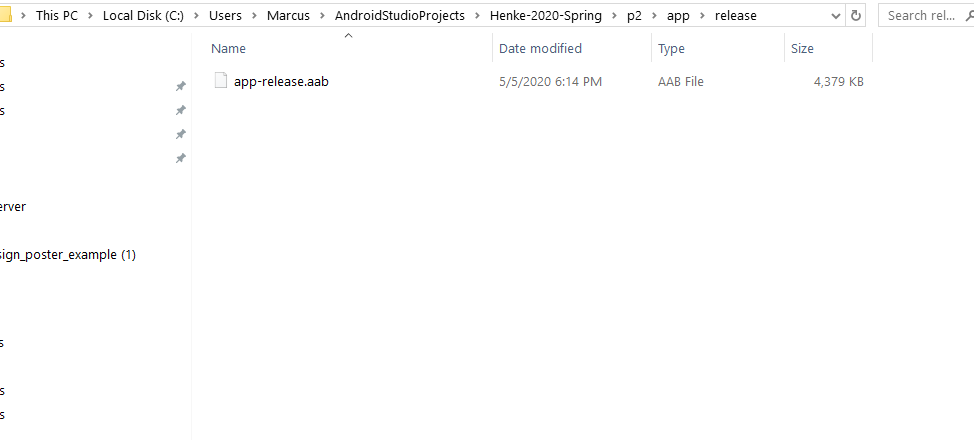 This PC > Local Disk (C:) > Users > Marcus > AndroidStudioProjects > Henke-2020-Spring > p2 > app > release
Search rel...
Name
Date modified
Type
Size
app-release.aab
5/5/2020 6:14 PM
AAB File
4,379 KB
sign_poster_example (1)